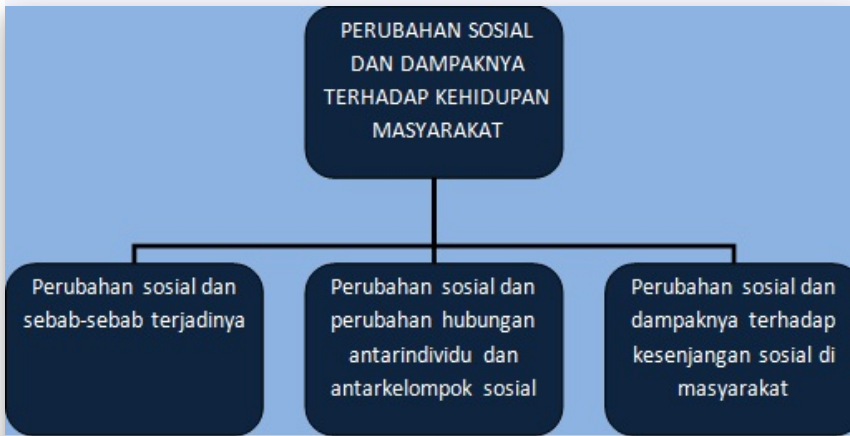 PERUBAHAN SOSIAL
DAN DAMPAKNYA
TERHADAP KEHIDUPAN
MASYARAKAT
Perubahan sosial dan
sebab-sebab terjadinya
Perubahan sosial dan
perubahan hubungan
antarindividu dan
antarkelompok sosial
Perubahan sosial dan
dampaknya terhadap
kesenjangan sosial di
masyarakat